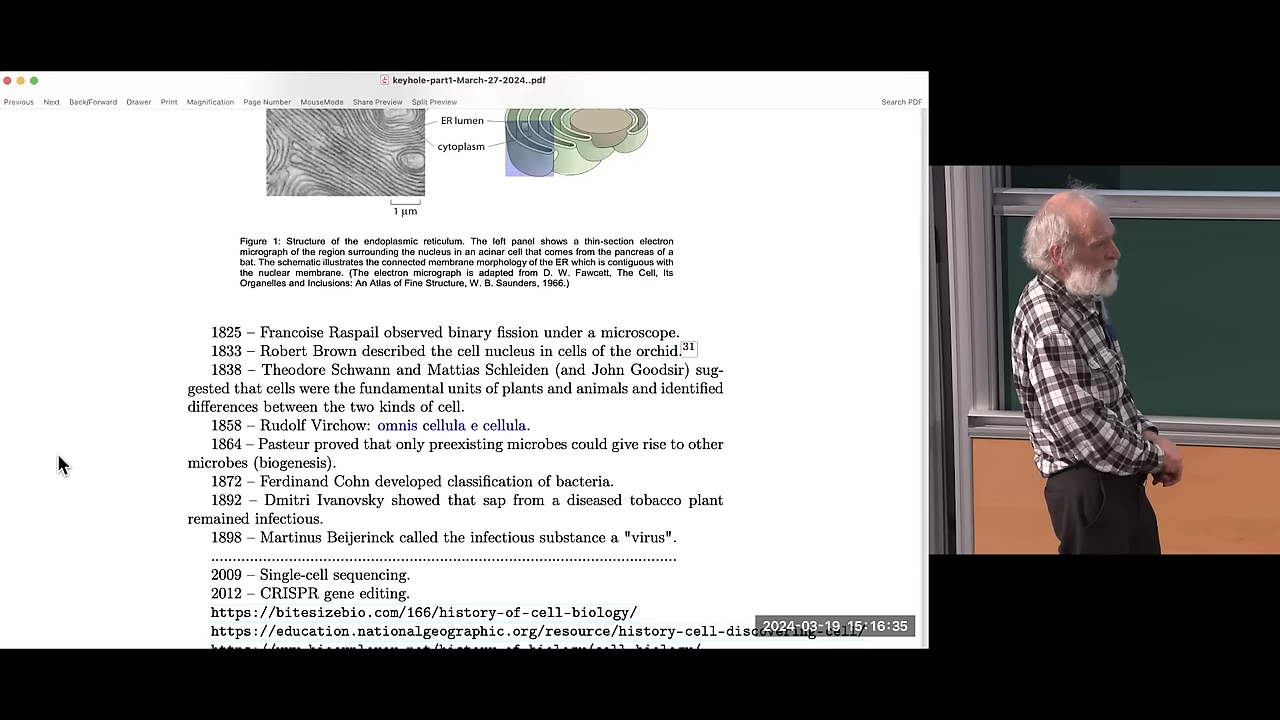 keyhole-part1-March-27-2024..pdf
Previous Next Back/Forward Drawer Print Magnification Page Number MouseMode Share Preview Split Preview Search PDF
ER lumen
cytoplasm
1 μm
Figure 1: Structure of the endoplasmic reticulum. The left panel shows a thin-section electron
micrograph of the region surrounding the nucleus in an acinar cell that comes from the pancreas of a
bat. The schematic illustrates the connected membrane morphology of the ER which is contiguous with
the nuclear membrane. (The electron micrograph is adapted from D. W. Fawcett, The Cell, Its
Organelles and Inclusions: An Atlas of Fine Structure, W. B. Saunders, 1966.)
1825 – Francoise Raspail observed binary fission under a microscope.
1833 – Robert Brown described the cell nucleus in cells of the orchid.31
1838 – Theodore Schwann and Mattias Schleiden (and John Goodsir) sug-
gested that cells were the fundamental units of plants and animals and identified
differences between the two kinds of cell.
1858 – Rudolf Virchow: omnis cellula e cellula.
1864 – Pasteur proved that only preexisting microbes could give rise to other
microbes (biogenesis).
1872 – Ferdinand Cohn developed classification of bacteria.
1892 – Dmitri Ivanovsky showed that sap from a diseased tobacco plant
remained infectious.
1898 – Martinus Beijerinck called the infectious substance a "virus".
2009 – Single-cell sequencing.
2012 – CRISPR gene editing.
https://bitesizebio.com/166/history-of-cell-biology/
https://education.nationalgeographic.org/resource/history-cell-discovering-cell/
2024-03-19 15:16:35